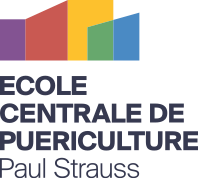 ECOLE
CENTRALE DE
PUERICULTURE
Paul Strauss